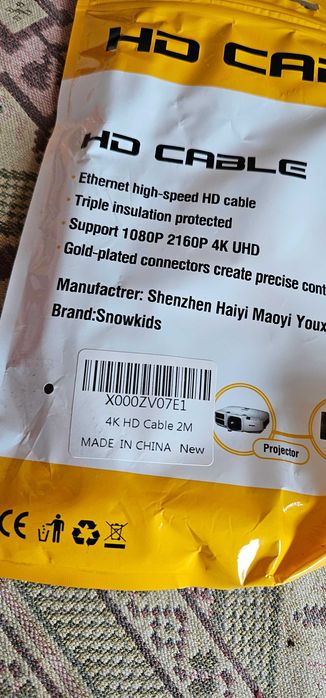 HD CA
HD CABLE
Ethernet high-speed HD cable
Triple insulation protected
Support 1080P 2160P 4K UHD
Gold-plated connectors create precise cont
Manufactrer: Shenzhen Haiyi Maoyi Youx
Brand:Snowkids
X000ZV07E1
4K HD Cable 2M
MADE IN CHINA New
Projector
CE